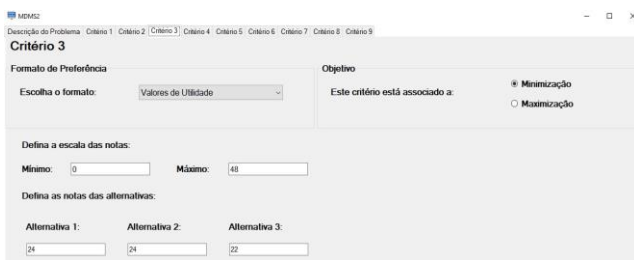 MDMS2
Descrição do Problema Critério 1 Critério 2 Critério 3 Critério 4 Critério 5 Critério 6 Critério 7 Critério 8 Critério 9
Critério 3
Formato de Preferência
Objetivo
Escolha o formato: Valores de Utilidade
Este critério está associado a:
Minimização
Maximização
Defina a escala das notas:
Mínimo: 0 Máximo: 48
Defina as notas das alternativas:
Alternativa 1: Alternativa 2: Alternativa 3:
24 24 22